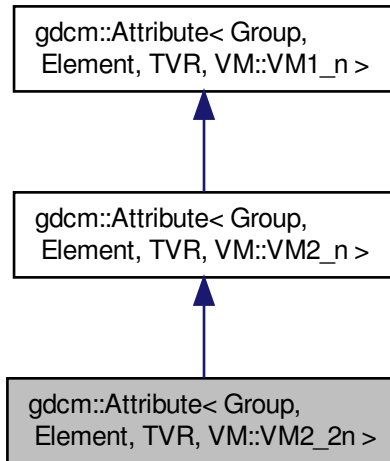 gdcm::Attribute< Group,
Element, TVR, VM::VM1_n >
gdcm::Attribute< Group,
Element, TVR, VM::VM2_n >
gdcm::Attribute< Group,
Element, TVR, VM::VM2_2n >